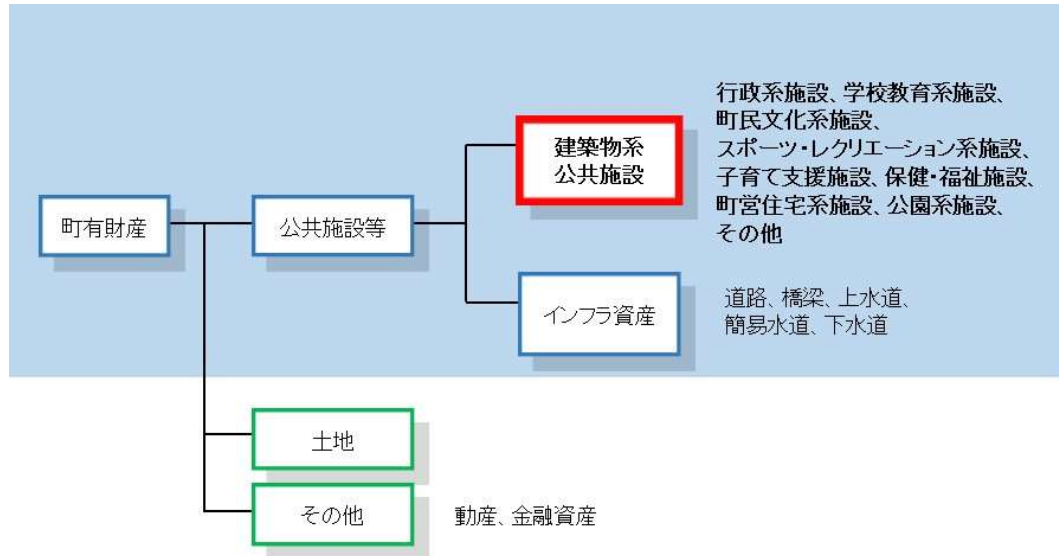 行政系施設、学校教育系施設、
町民文化系施設、
スポーツ・レクリエーション系施設、
子育て支援施設、保健・福祉施設、
町営住宅系施設、公園系施設、
その他
建築物系
公共施設
町有財産
公共施設等
インフラ資産
道路、橋梁、上水道、
簡易水道、下水道
土地
その他
動産、金融資産